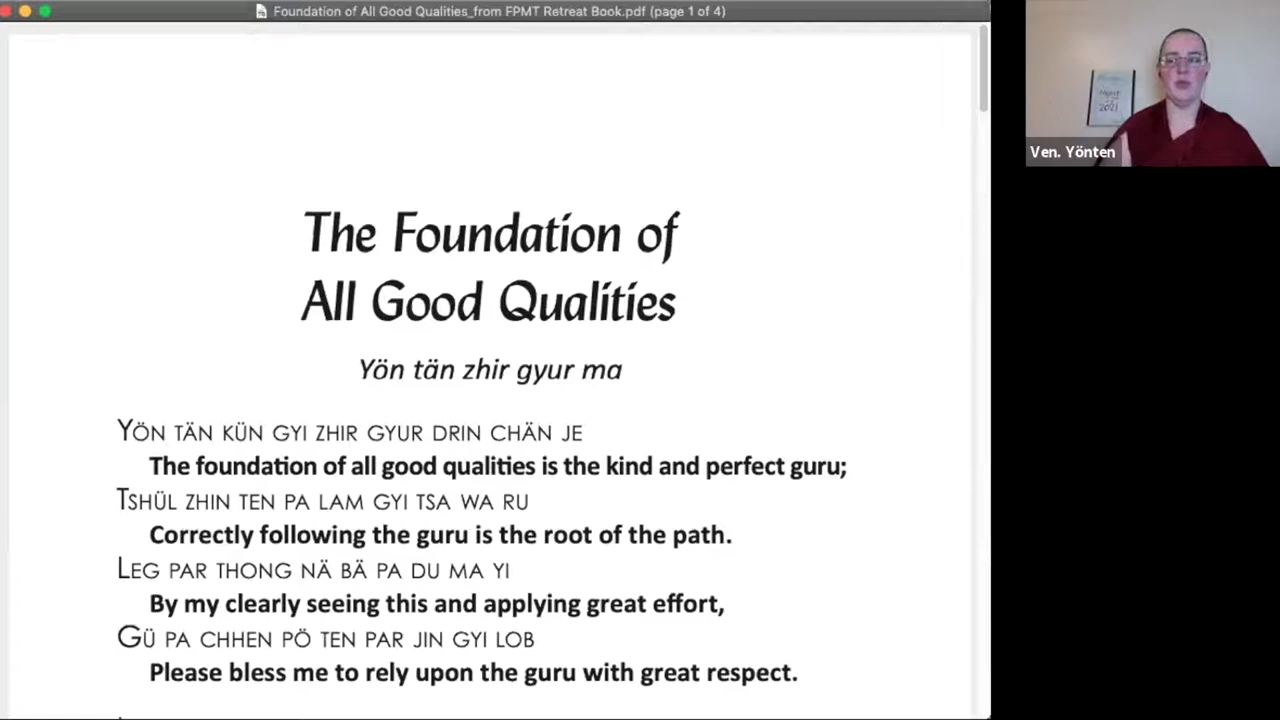 Foundation of All Good Qualities_from FPMT Retreat Book.pdf (page 1 of 4)
The Foundation of
All Good Qualities
Yön tän zhir gyur ma
YÖN TÄN KÜN GYI ZHIR GYUR DRIN CHÄN JE
The foundation of all good qualities is the kind and perfect guru;
TSHÜL ZHIN TEN PA LAM GYI TSA WA RU
Correctly following the guru is the root of the path.
LEG PAR THONG NÄ BÄ PA DU MA YI
By my clearly seeing this and applying great effort,
GÜ PA CHHEN PÖ TEN PAR JIN GYI LOB
Please bless me to rely upon the guru with great respect.
2021
Ven. Yönten